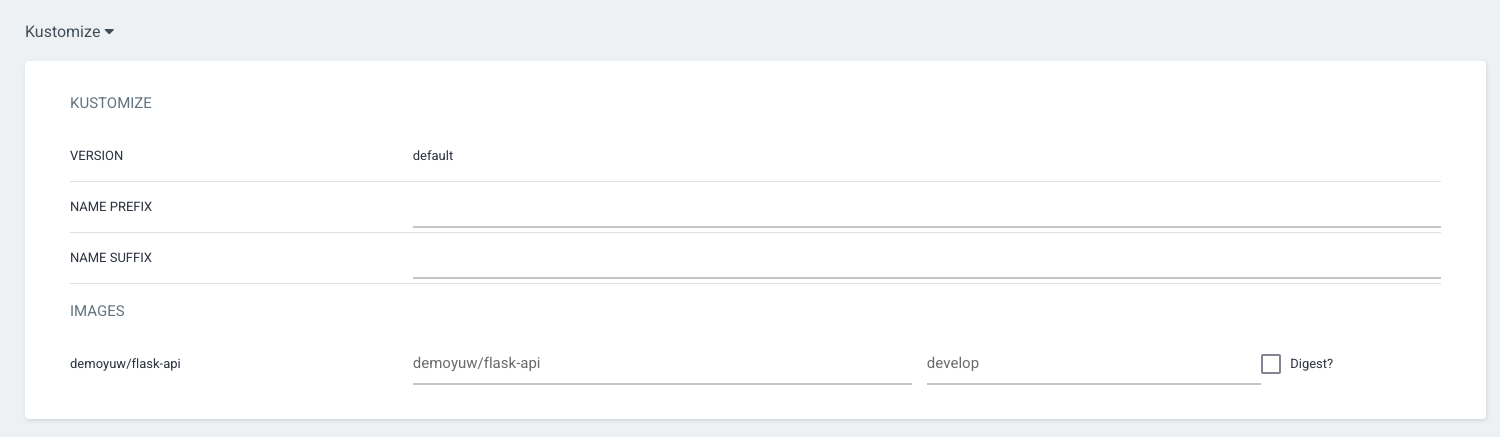 Kustomize
KUSTOMIZE
VERSION default
NAME PREFIX
NAME SUFFIX
IMAGES
demoyuw/flask-api demoyuw/flask-api develop Digest?